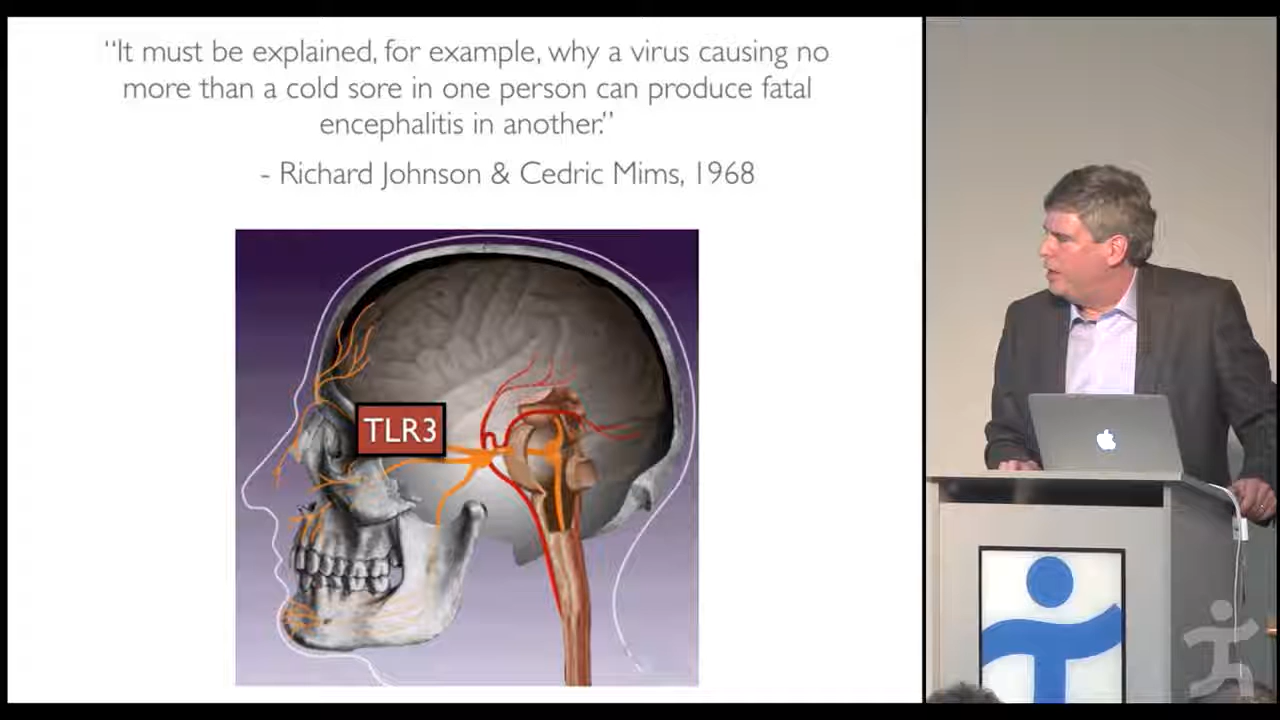 “It must be explained, for example, why a virus causing no
more than a cold sore in one person can produce fatal
encephalitis in another.”
- Richard Johnson & Cedric Mims, 1968
TLR3